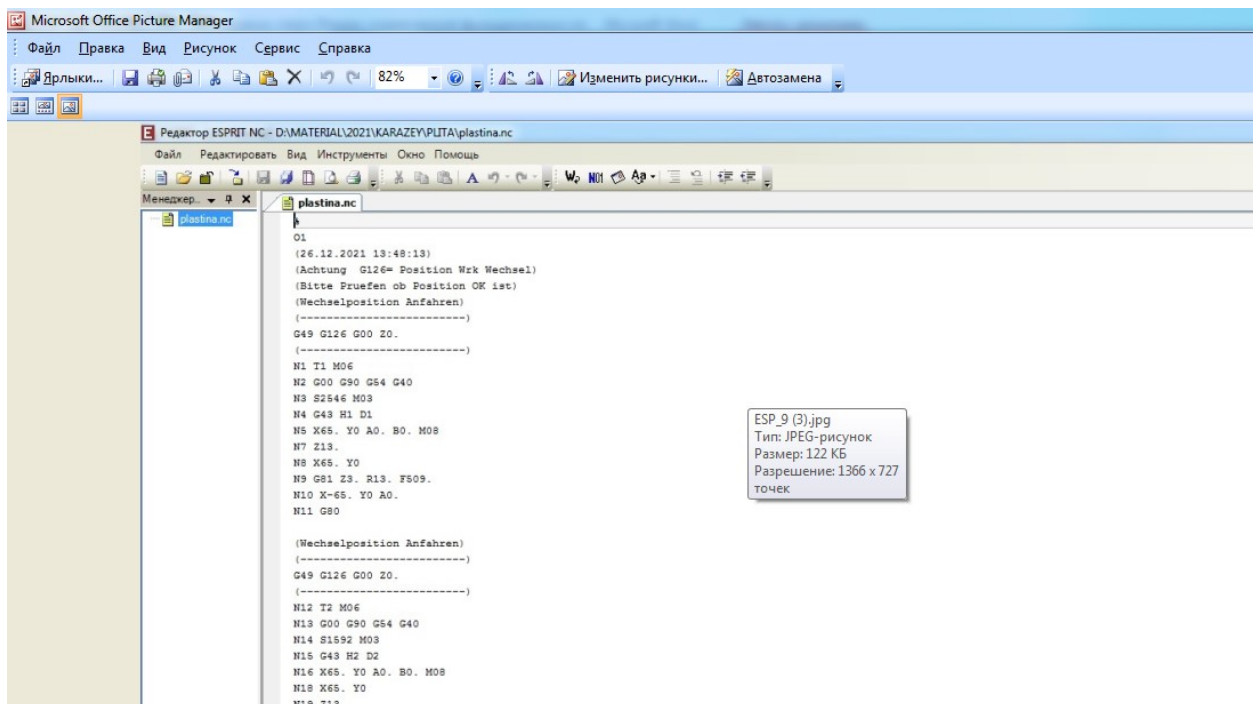 Microsoft Office Picture Manager
Файл Правка Вид Рисунок Сервис Справка
Ярлыки... 82% Изменить рисунки... Автозамена
Редактор ESPRIT NC - D:\MATERIAL\2021\KARAZEY\PLITA\plastina.nc
Файл Редактировать Вид Инструменты Окно Помощь
Менеджер..
plastina.nc
plastina.nc
%
O1
(26.12.2021 13:48:13)
(Achtung G126= Position Wrk Wechsel)
(Bitte Pruefen ob Position OK ist)
(Wechselposition Anfahren)
(-------------------------)
G49 G126 G00 Z0.
(-------------------------)
N1 T1 M06
N2 G00 G90 G54 G40
N3 S2546 M03
N4 G43 H1 D1
N5 X65. Y0 A0. B0. M08
N7 Z13.
N8 X65. Y0
N9 G81 Z3. R13. F509.
N10 X-65. Y0 A0.
N11 G80
(Wechselposition Anfahren)
(-------------------------)
G49 G126 G00 Z0.
(-------------------------)
N12 T2 M06
N13 G00 G90 G54 G40
N14 S1592 M03
N15 G43 H2 D2
N16 X65. Y0 A0. B0. M08
N18 X65. Y0
N19 Z13.
ESP_9 (3).jpg
Тип: JPEG-рисунок
Размер: 122 КБ
Разрешение: 1366 x 727
точек